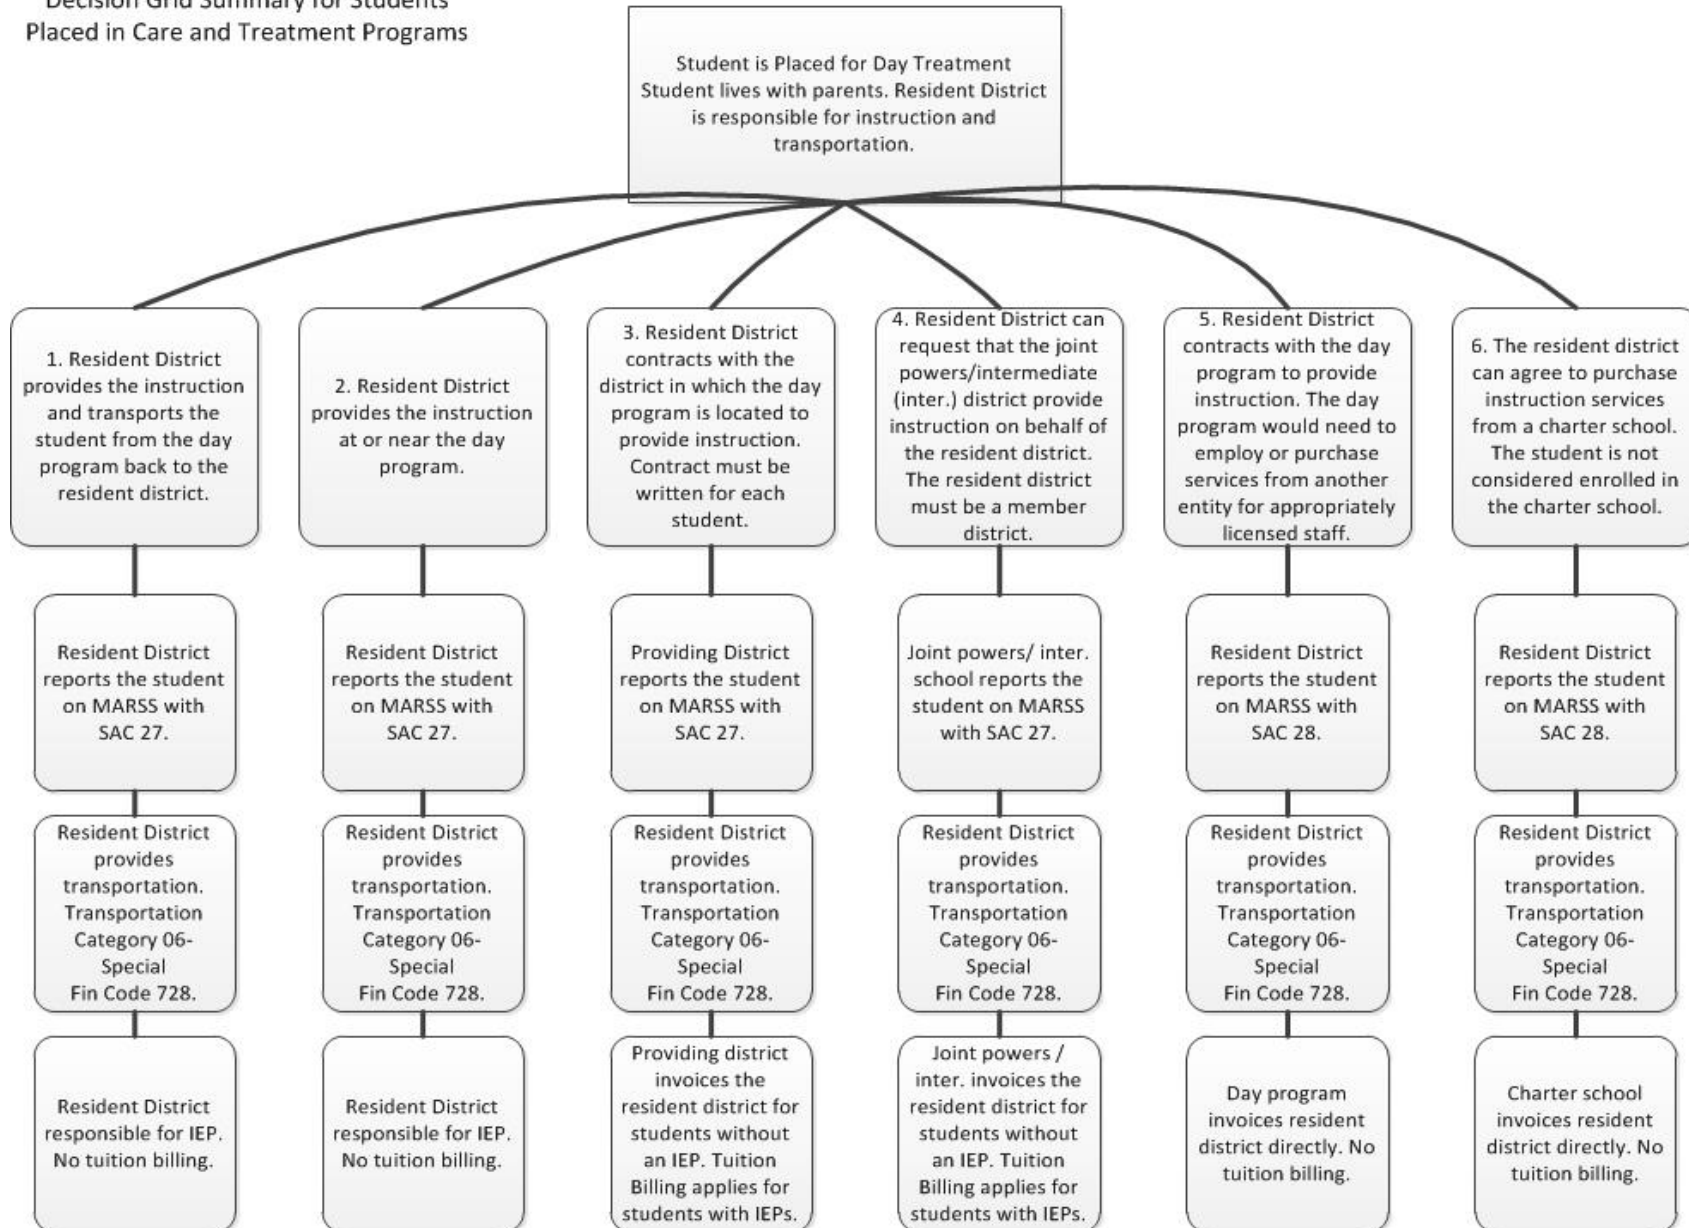 Decision Grid Summary for Students
Placed in Care and Treatment Programs
Student is Placed for Day Treatment
Student lives with parents. Resident District
is responsible for instruction and
transportation.
1. Resident District
provides the instruction
and transports the
student from the day
program back to the
resident district.
2. Resident District
provides the instruction
at or near the day
program.
3. Resident District
contracts with the
district in which the day
program is located to
provide instruction.
Contract must be
written for each
student.
4. Resident District can
request that the joint
powers/intermediate
(inter.) district provide
instruction on behalf of
the resident district.
The resident district
must be a member
district.
5. Resident District
contracts with the day
program to provide
instruction. The day
program would need to
employ or purchase
services from another
entity for appropriately
licensed staff.
6. The resident district
can agree to purchase
instruction services
from a charter school.
The student is not
considered enrolled in
the charter school.
Resident District
reports the student
on MARSS with
SAC 27.
Resident District
reports the student
on MARSS with
SAC 27.
Providing District
reports the student
on MARSS with
SAC 27.
Joint powers/ inter.
school reports the
student on MARSS
with SAC 27.
Resident District
reports the student
on MARSS with
SAC 28.
Resident District
reports the student
on MARSS with
SAC 28.
Resident District
provides
transportation.
Transportation
Category 06-
Special
Fin Code 728.
Resident District
provides
transportation.
Transportation
Category 06-
Special
Fin Code 728.
Resident District
provides
transportation.
Transportation
Category 06-
Special
Fin Code 728.
Resident District
provides
transportation.
Transportation
Category 06-
Special
Fin Code 728.
Resident District
provides
transportation.
Transportation
Category 06-
Special
Fin Code 728.
Resident District
provides
transportation.
Transportation
Category 06-
Special
Fin Code 728.
Resident District
responsible for IEP.
No tuition billing.
Resident District
responsible for IEP.
No tuition billing.
Providing district
invoices the
resident district for
students without
an IEP. Tuition
Billing applies for
students with IEPs.
Joint powers /
inter. invoices the
resident district for
students without
an IEP. Tuition
Billing applies for
students with IEPs.
Day program
invoices resident
district directly. No
tuition billing.
Charter school
invoices resident
district directly. No
tuition billing.